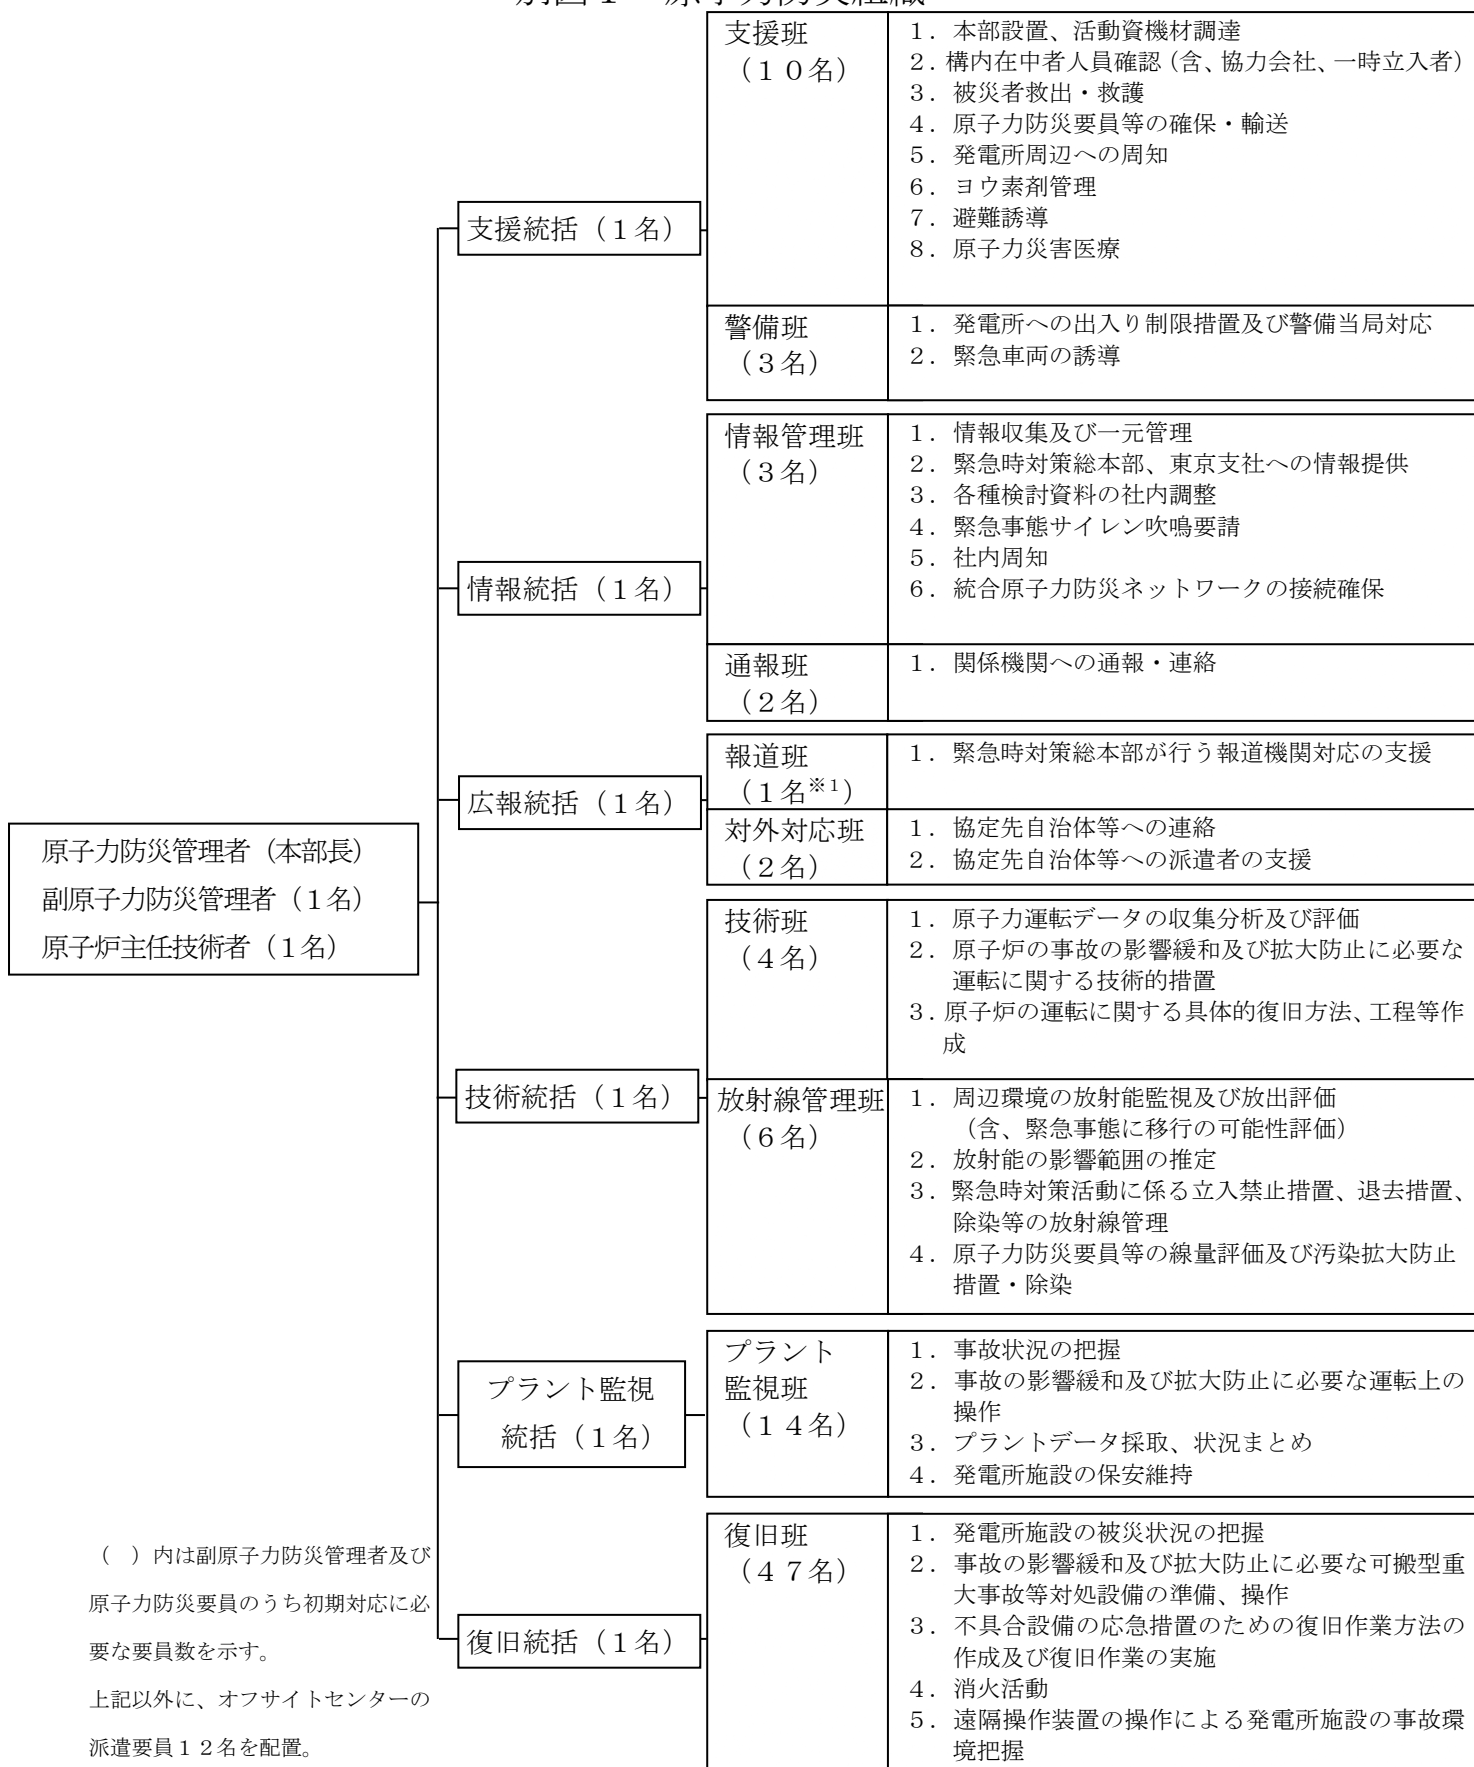 別図１　原子力防災組織
支援班
（１０名）
１．本部設置、活動資機材調達
２．構内在中者人員確認（含、協力会社、一時立入者）
３．被災者救出・救護
４．原子力防災要員等の確保・輸送
５．発電所周辺への周知
６．ヨウ素剤管理
７．避難誘導
８．原子力災害医療
支援統括（１名）
警備班
（３名）
１．発電所への出入り制限措置及び警備当局対応
２．緊急車両の誘導
情報管理班
（３名）
１．情報収集及び一元管理
２．緊急時対策総本部、東京支社への情報提供
３．各種検討資料の社内調整
４．緊急事態サイレン吹鳴要請
５．社内周知
６．統合原子力防災ネットワークの接続確保
情報統括（１名）
通報班
（２名）
１．関係機関への通報・連絡
報道班
（１名※１）
１．緊急時対策総本部が行う報道機関対応の支援
広報統括（１名）
対外対応班
（２名）
１．協定先自治体等への連絡
２．協定先自治体等への派遣者の支援
原子力防災管理者（本部長）
副原子力防災管理者（１名）
原子炉主任技術者（１名）
技術班
（４名）
１．原子力運転データの収集分析及び評価
２．原子炉の事故の影響緩和及び拡大防止に必要な
運転に関する技術的措置
３．原子炉の運転に関する具体的復旧方法、工程等作
成
技術統括（１名）
放射線管理班
（６名）
１．周辺環境の放射能監視及び放出評価
（含、緊急事態に移行の可能性評価）
２．放射能の影響範囲の推定
３．緊急時対策活動に係る立入禁止措置、退去措置、
除染等の放射線管理
４．原子力防災要員等の線量評価及び汚染拡大防止
措置・除染
プラント監視
統括（１名）
プラント
監視班
（１４名）
１．事故状況の把握
２．事故の影響緩和及び拡大防止に必要な運転上の
操作
３．プラントデータ採取、状況まとめ
４．発電所施設の保安維持
復旧統括（１名）
復旧班
（４７名）
１．発電所施設の被災状況の把握
２．事故の影響緩和及び拡大防止に必要な可搬型重
大事故等対処設備の準備、操作
３．不具合設備の応急措置のための復旧作業方法の
作成及び復旧作業の実施
４．消火活動
５．遠隔操作装置の操作による発電所施設の事故環
境把握
（　）内は副原子力防災管理者及び
原子力防災要員のうち初期対応に必
要な要員数を示す。
上記以外に、オフサイトセンターの
派遣要員１２名を配置。